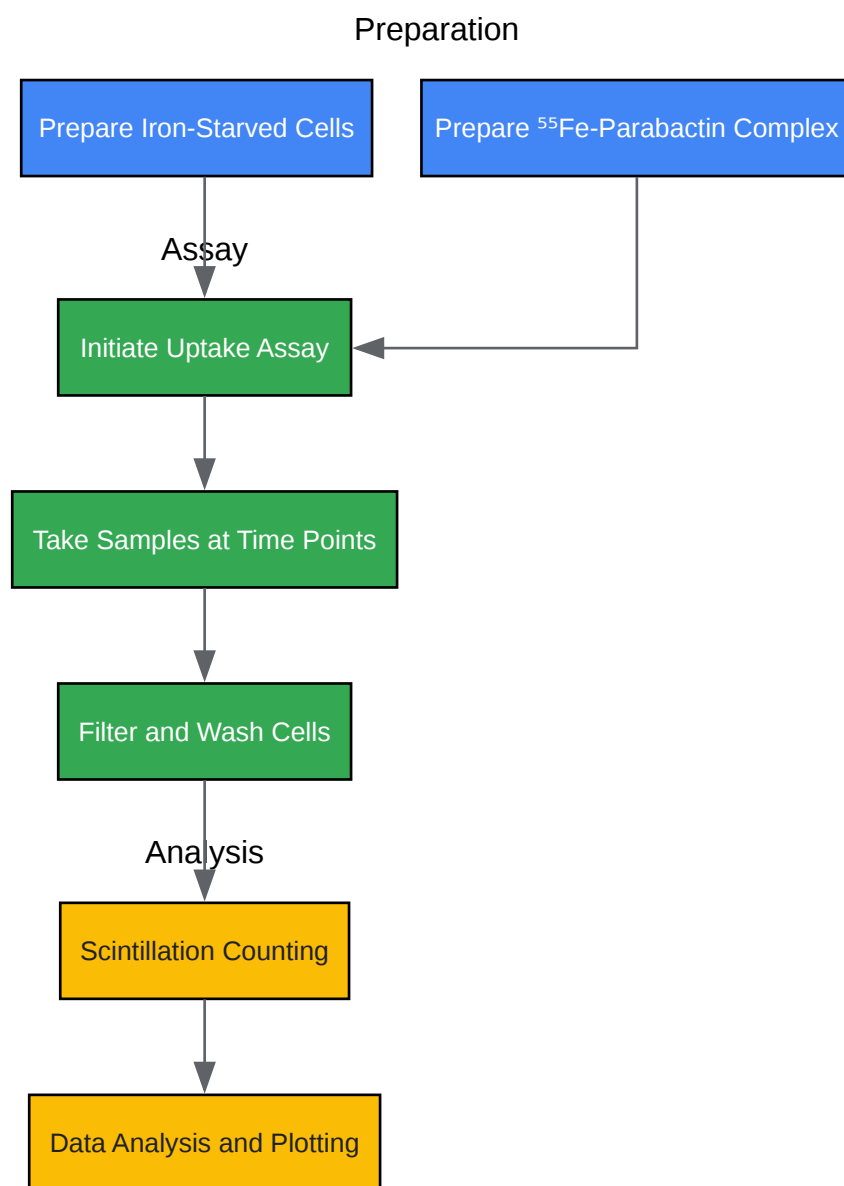 Preparation
Prepare Iron-Starved Cells
Prepare ⁵⁵Fe-Parabactin Complex
Assay
Initiate Uptake Assay
Take Samples at Time Points
Filter and Wash Cells
Analysis
Scintillation Counting
Data Analysis and Plotting